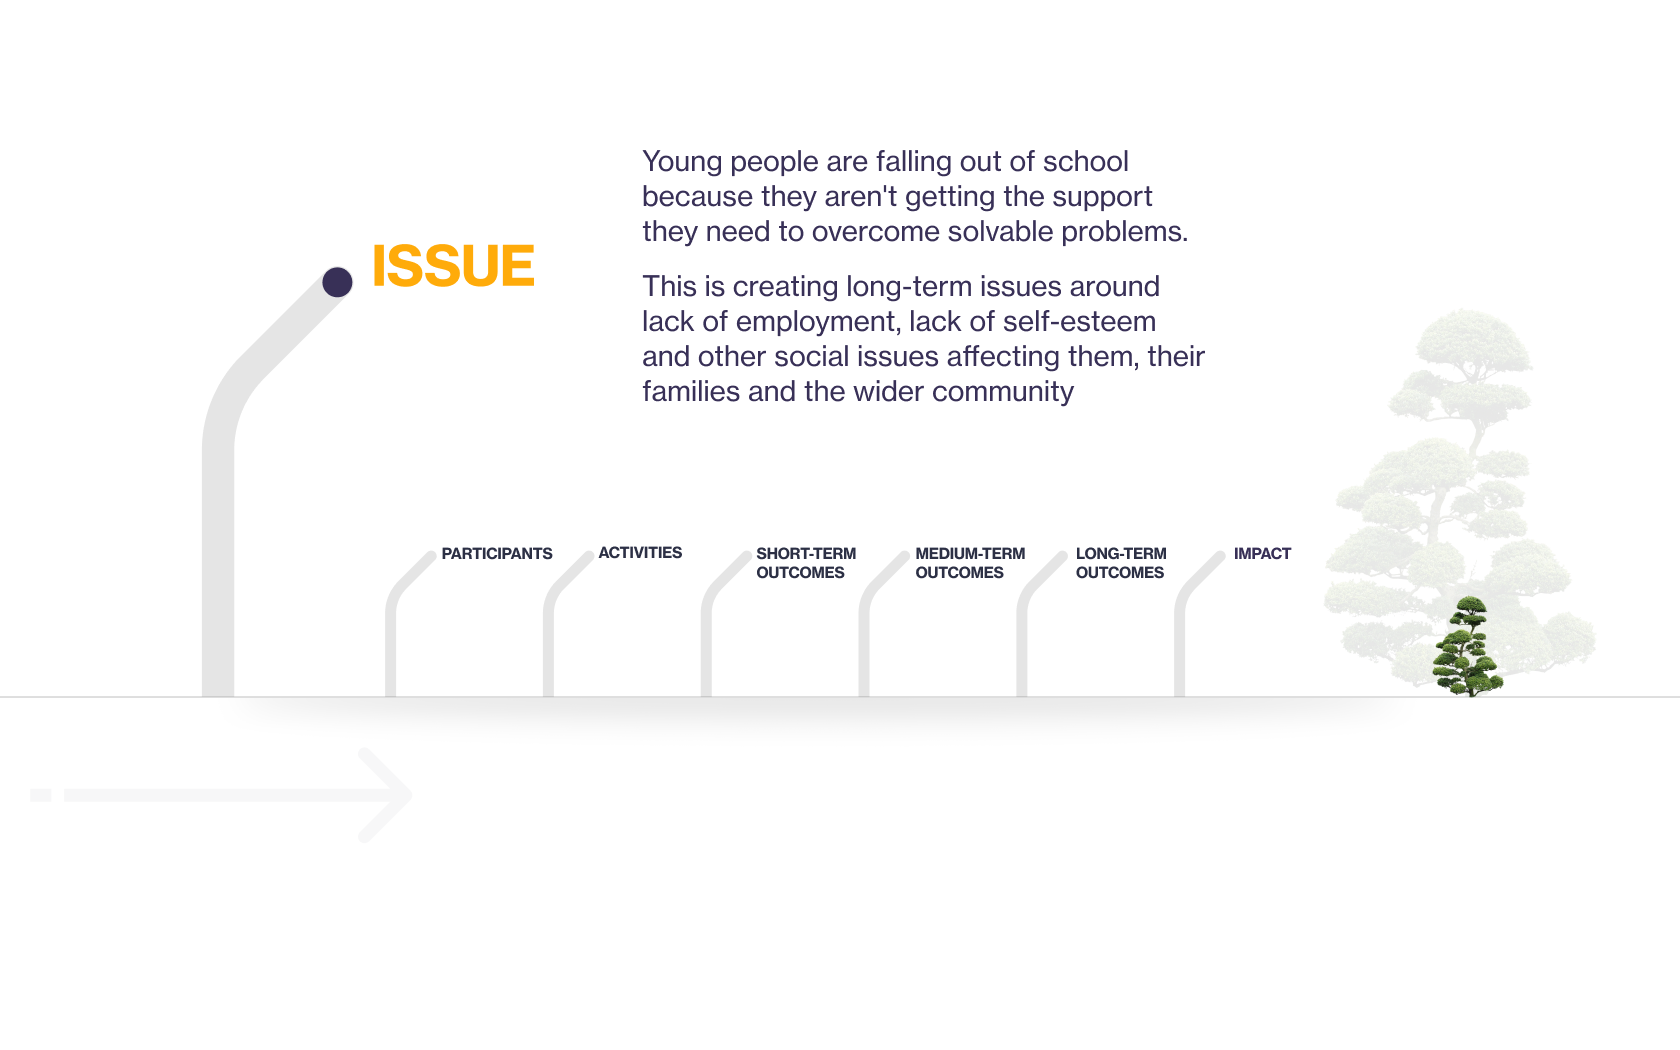 ISSUE
Young people are falling out of school
because they aren't getting the support
they need to overcome solvable problems.
This is creating long-term issues around
lack of employment, lack of self-esteem
and other social issues affecting them, their
families and the wider community
PARTICIPANTS
ACTIVITIES
SHORT-TERM
OUTCOMES
MEDIUM-TERM
OUTCOMES
LONG-TERM
OUTCOMES
IMPACT